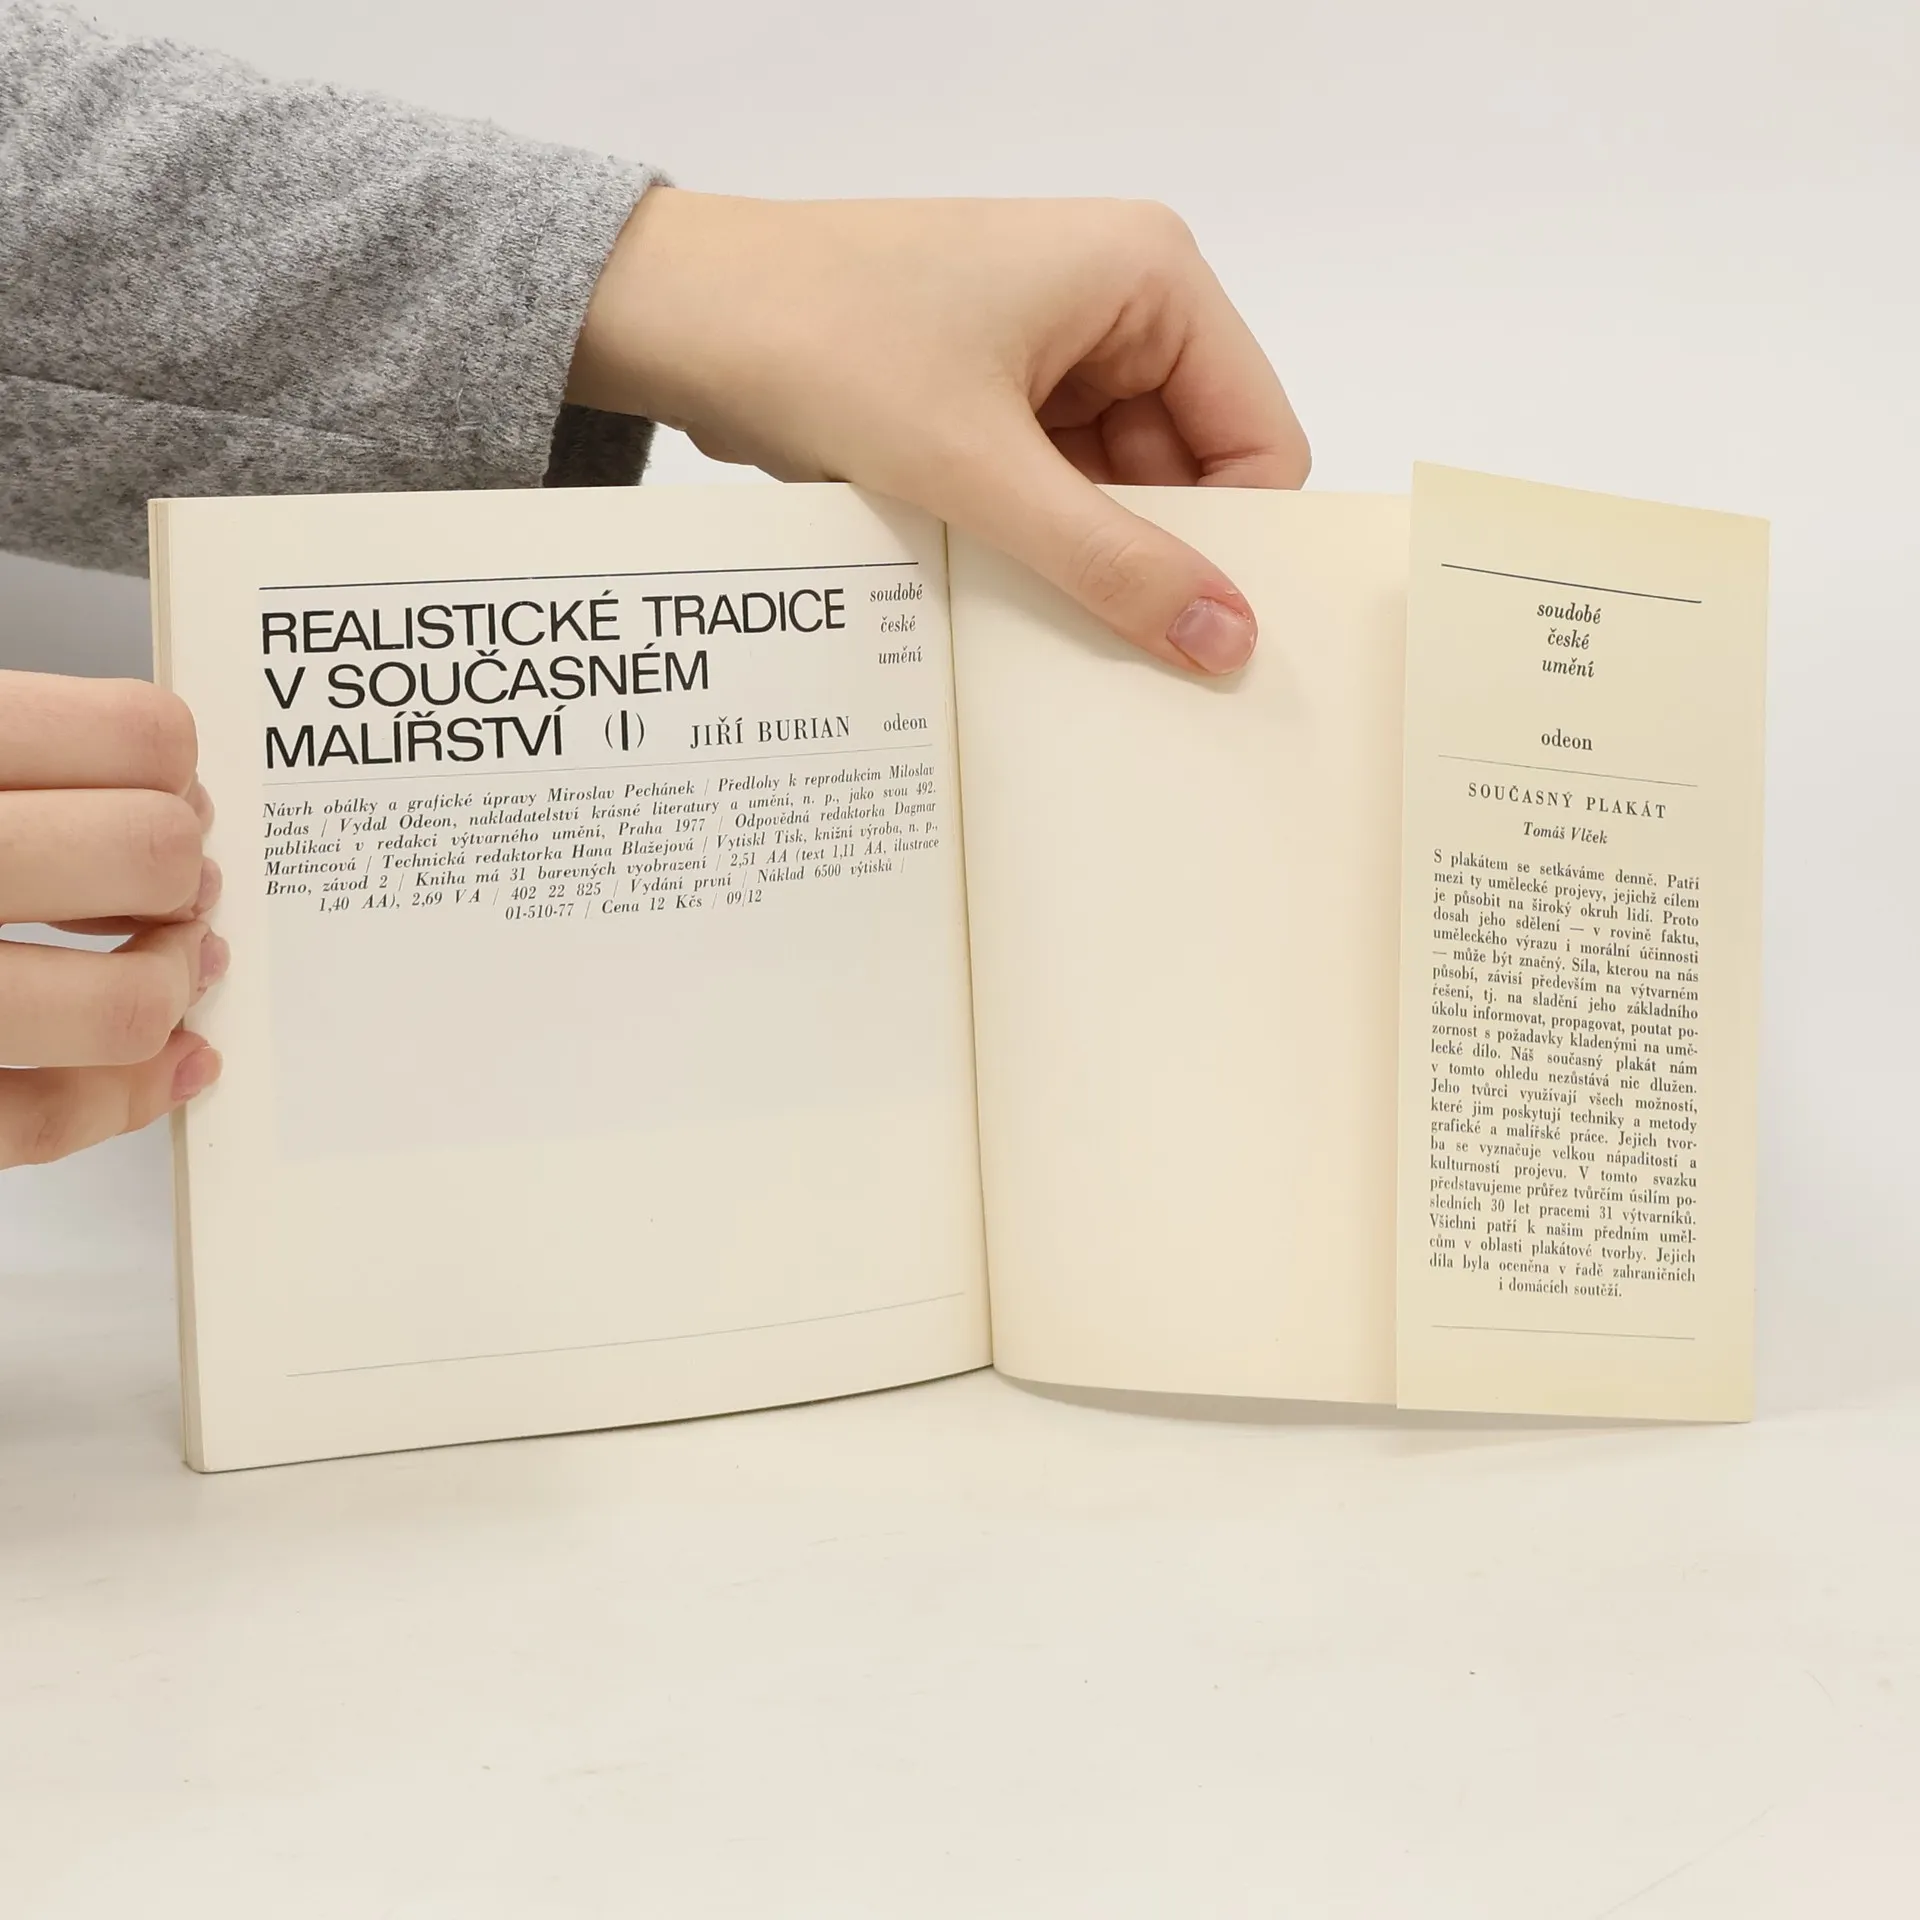 REALISTICKÉ TRADICE
V SOUČASNÉM
MALÍŘSTVÍ (I) JIŘÍ BURIAN
soudobé
české
umění
odeon
Návrh obálky a grafické úpravy Miroslav Pechánek / Předlohy k reprodukcím Miloslav
Jodas / Vydal Odeon, nakladatelství krásné literatury a umění, n. p., jako svou 492.
publikaci v redakci výtvarného umění, Praha 1977 / Odpovědná redaktorka Dagmar
Martincová / Technická redaktorka Hana Blažejová / Vytiskl Tisk, knižní výroba, n. p.,
Brno, závod 2 / Kniha má 31 barevných vyobrazení / 2,51 AA (text 1,11 AA, ilustrace
1,40 AA), 2,69 VA / 402 22 825 / Vydání první / Náklad 6500 výtisků /
01-510-77 / Cena 12 Kčs / 09/12
soudobé
české
umění
odeon
SOUČASNÝ PLAKÁT
Tomáš Vlček
S plakátem se setkáváme denně. Patří
mezi ty umělecké projevy, jejichž cílem
je působit na široký okruh lidí. Proto
dosah jeho sdělení — v rovině faktu,
uměleckého výrazu i morální účinnosti
— může být značný. Síla, kterou na nás
působí, závisí především na výtvarném
řešení, tj. na sladění jeho základního
úkolu informovat, propagovat, poutat po-
zornost s požadavky kladenými na umě-
lecké dílo. Náš současný plakát nám
v tomto ohledu nezůstává nic dlužen.
Jeho tvůrci využívají všech možností,
které jim poskytují techniky a metody
grafické a malířské práce. Jejich tvor-
ba se vyznačuje velkou nápaditostí a
kulturností projevu. V tomto svazku
představujeme průřez tvůrčím úsilím po-
sledních 30 let pracemi 31 výtvarníků.
Všichni patří k našim předním uměl-
cům v oblasti plakátové tvorby. Jejich
díla byla oceněna v řadě zahraničních
i domácích soutěží.